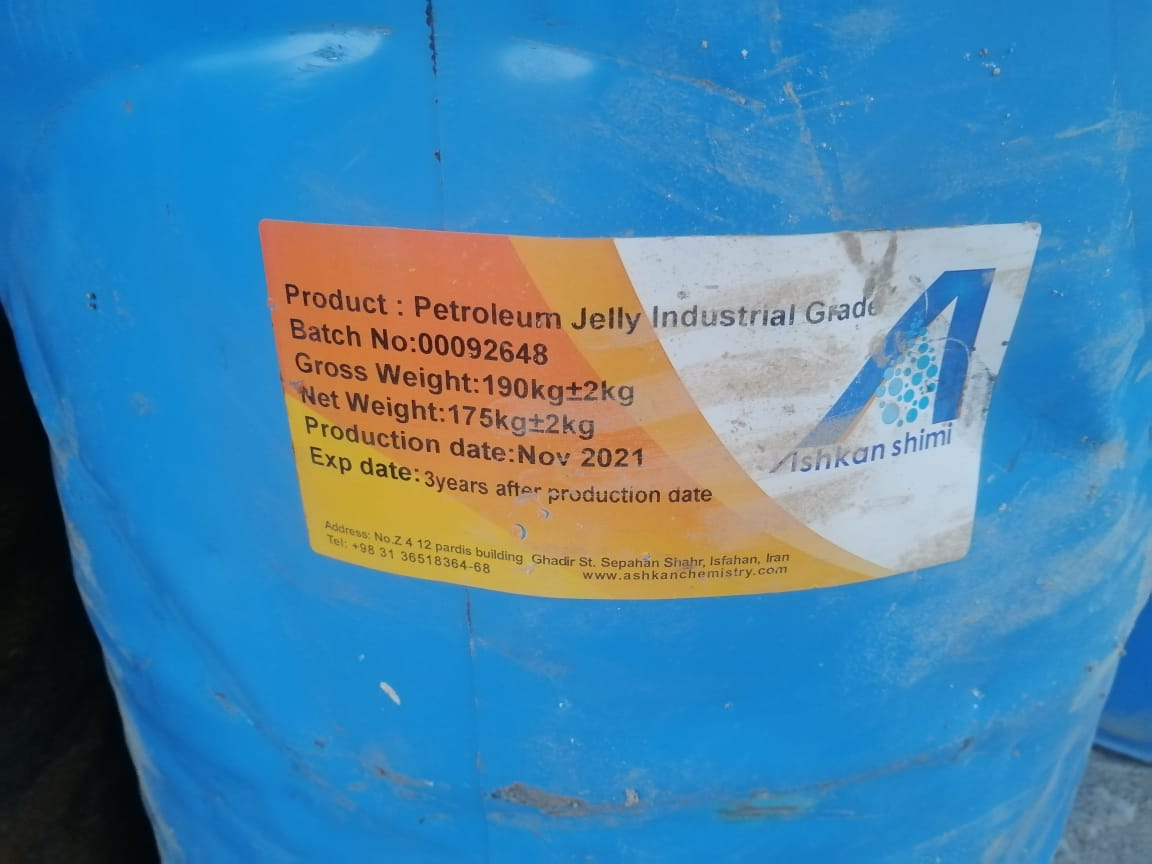 Product : Petroleum Jelly Industrial Grade
Batch No:00092648
Gross Weight:190kg±2kg
Net Weight:175kg±2kg
Production date:Nov 2021
Exp date:3years after production date
Ashkan shimi
Address: No.Z 4 12 pardis building Ghadir St. Sepahan Shahr, Isfahan, Iran
Tel: +98 31 36518364-68
www.ashkanchemistry.com